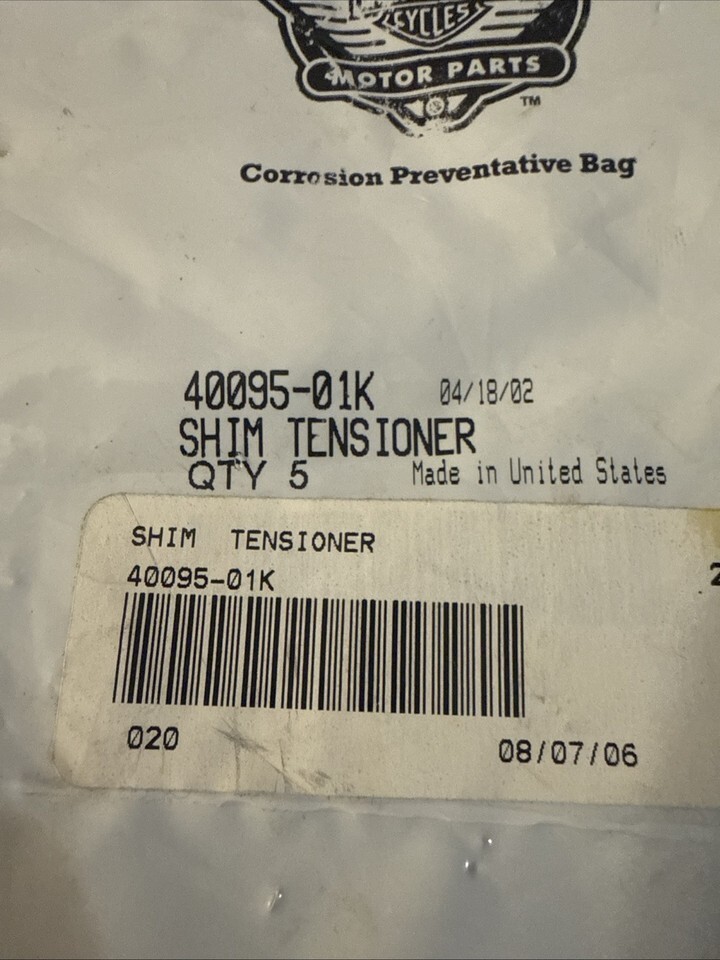 CYCLES
MOTOR PARTS
TM
Corrosion Preventative Bag
40095-01K 04/18/02
SHIM TENSIONER
QTY 5 Made in United States
SHIM TENSIONER
40095-01K
2
020 08/07/06